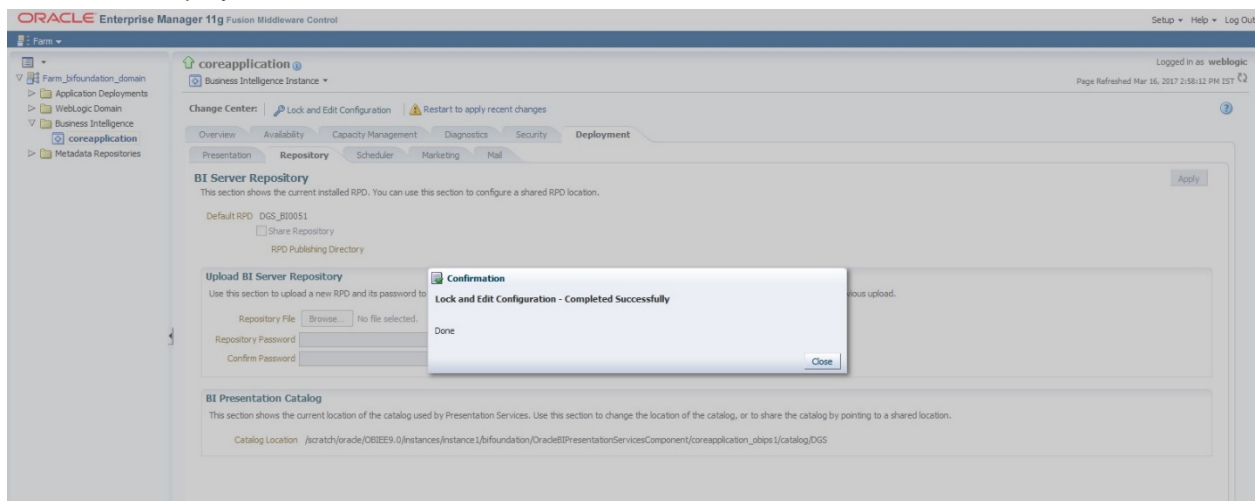 ORACLE Enterprise Manager 11g Fusion Middleware Control
Setup Help Log Out
Farm
Farm_bifoundation_domain
Application Deployments
WebLogic Domain
Business Intelligence
coreapplication
Metadata Repositories
coreapplication
Logged in as weblogic
Business Intelligence Instance
Page Refreshed Mar 16, 2017 2:58:12 PM IST
Change Center: Lock and Edit Configuration Restart to apply recent changes
Overview Availability Capacity Management Diagnostics Security Deployment
Presentation Repository Scheduler Marketing Mail
BI Server Repository
Apply
This section shows the current installed RPD. You can use this section to configure a shared RPD location.
Default RPD DGS_BI0051
Share Repository
RPD Publishing Directory
Upload BI Server Repository
Use this section to upload a new RPD and its password to
vious upload.
Repository File Browse... No file selected.
Repository Password
Confirm Password
Confirmation
Lock and Edit Configuration - Completed Successfully
Done
Close
BI Presentation Catalog
This section shows the current location of the catalog used by Presentation Services. Use this section to change the location of the catalog, or to share the catalog by pointing to a shared location.
Catalog Location /scratch/oracle/OBIEE9.0/instances/instance1/bifoundation/OracleBIPresentationServicesComponent/coreapplication_obips1/catalog/DGS